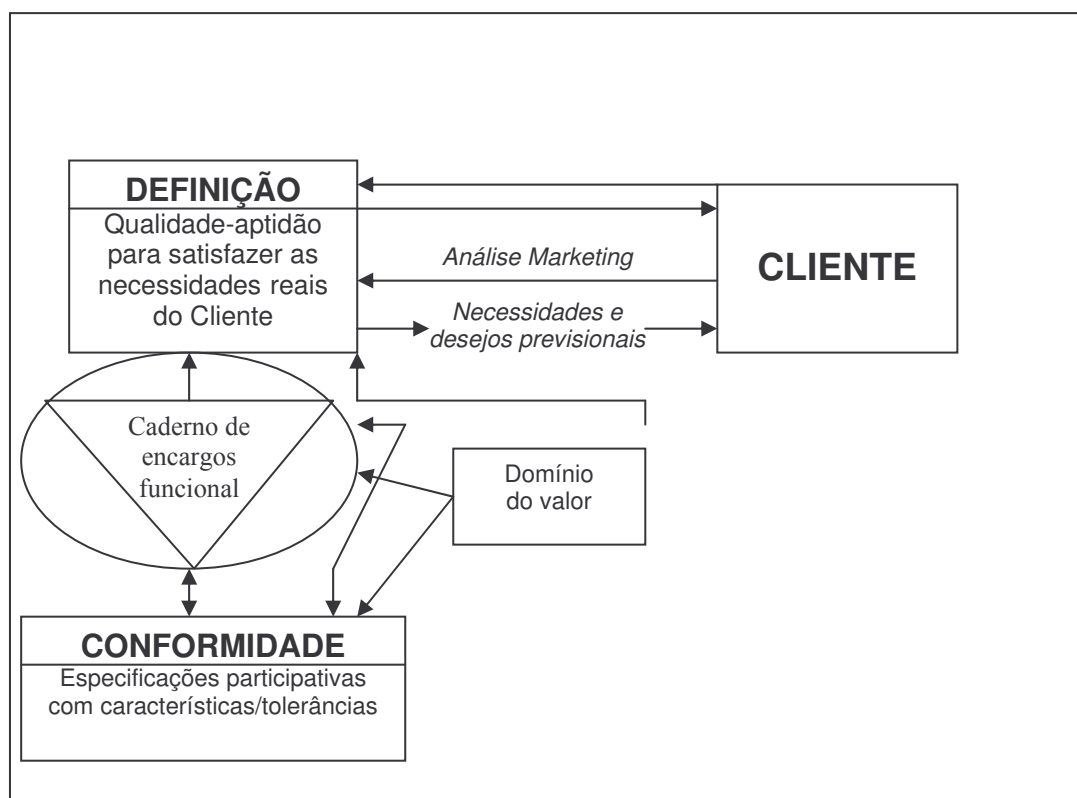 DEFINIÇÃO
Qualidade-aptidão
para satisfazer as
necessidades reais
do Cliente
Análise Marketing
Necessidades e
desejos previsionais
CLIENTE
Caderno de
encargos
funcional
Domínio
do valor
CONFORMIDADE
Especificações participativas
com características/tolerâncias